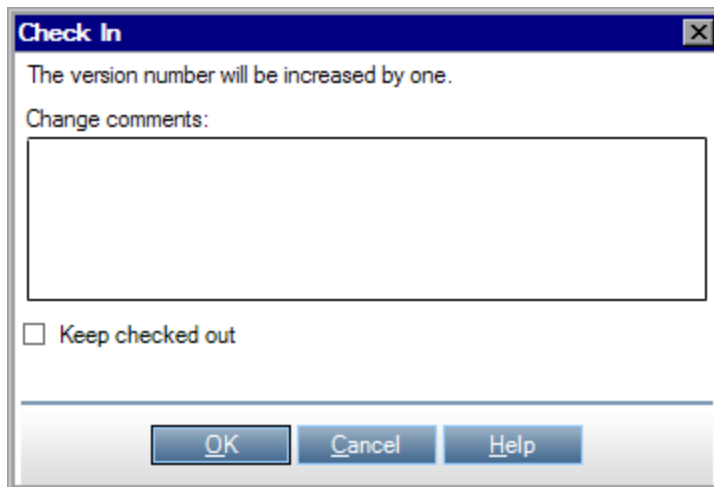 Check In
The version number will be increased by one.
Change comments:
Keep checked out
OK Cancel Help